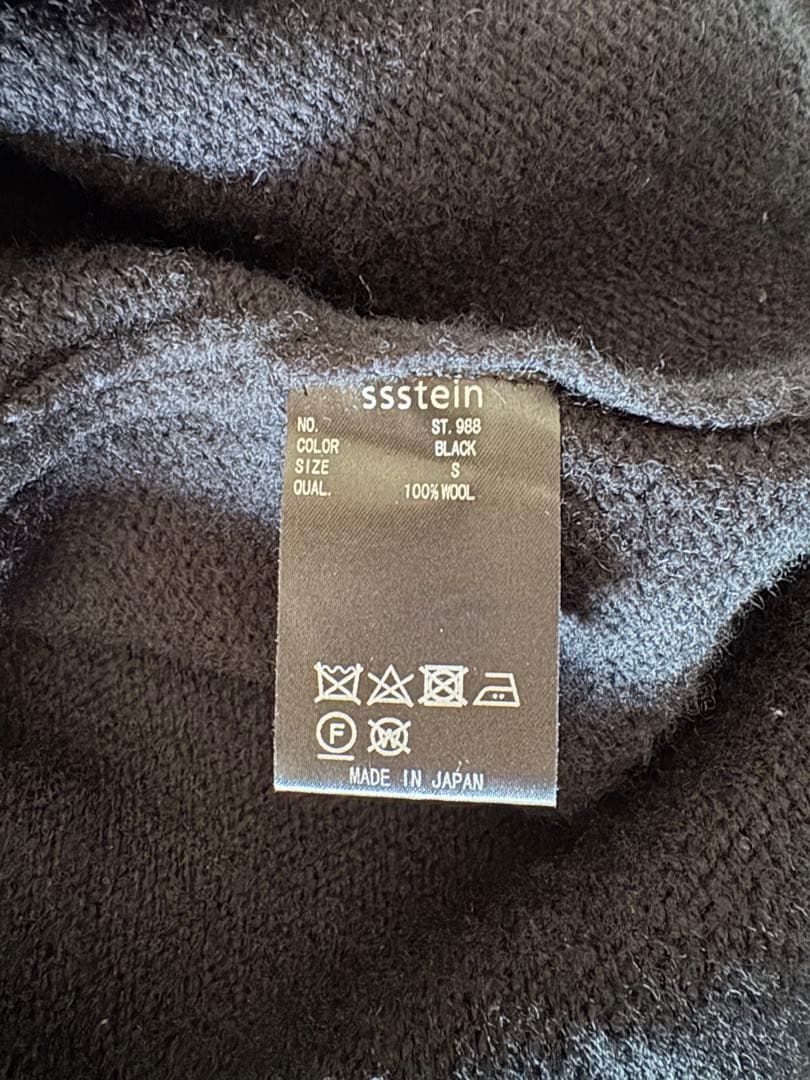 ssstein
NO. ST.988
COLOR BLACK
SIZE S
QUAL. 100%WOOL
F
W
MADE IN JAPAN